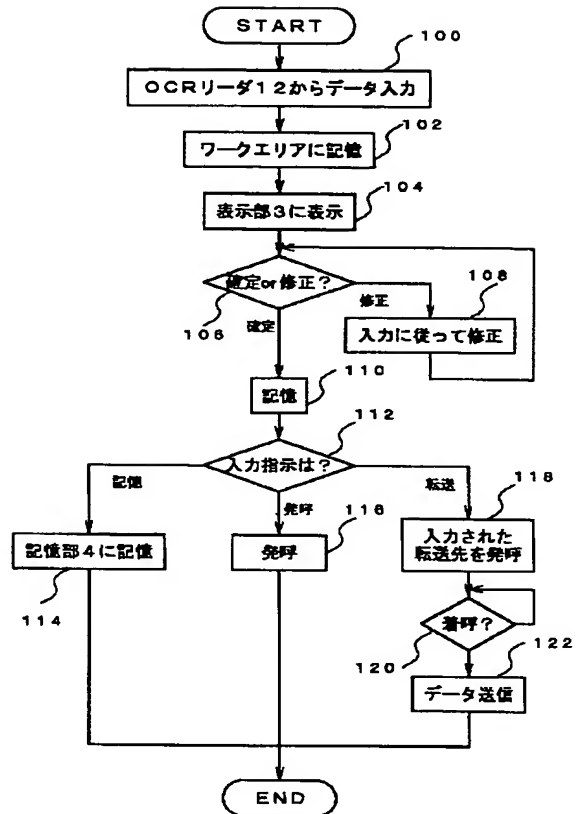 START
100
OCRリーダ12からデータ入力
102
ワークエリアに記憶
104
表示部3に表示
確定or修正?
106
修正
確定
108
入力に従って修正
110
記憶
112
入力指示は?
記憶
発呼
転送
114
記憶部4に記憶
116
発呼
118
入力された
転送先を発呼
着呼?
120
122
データ送信
END